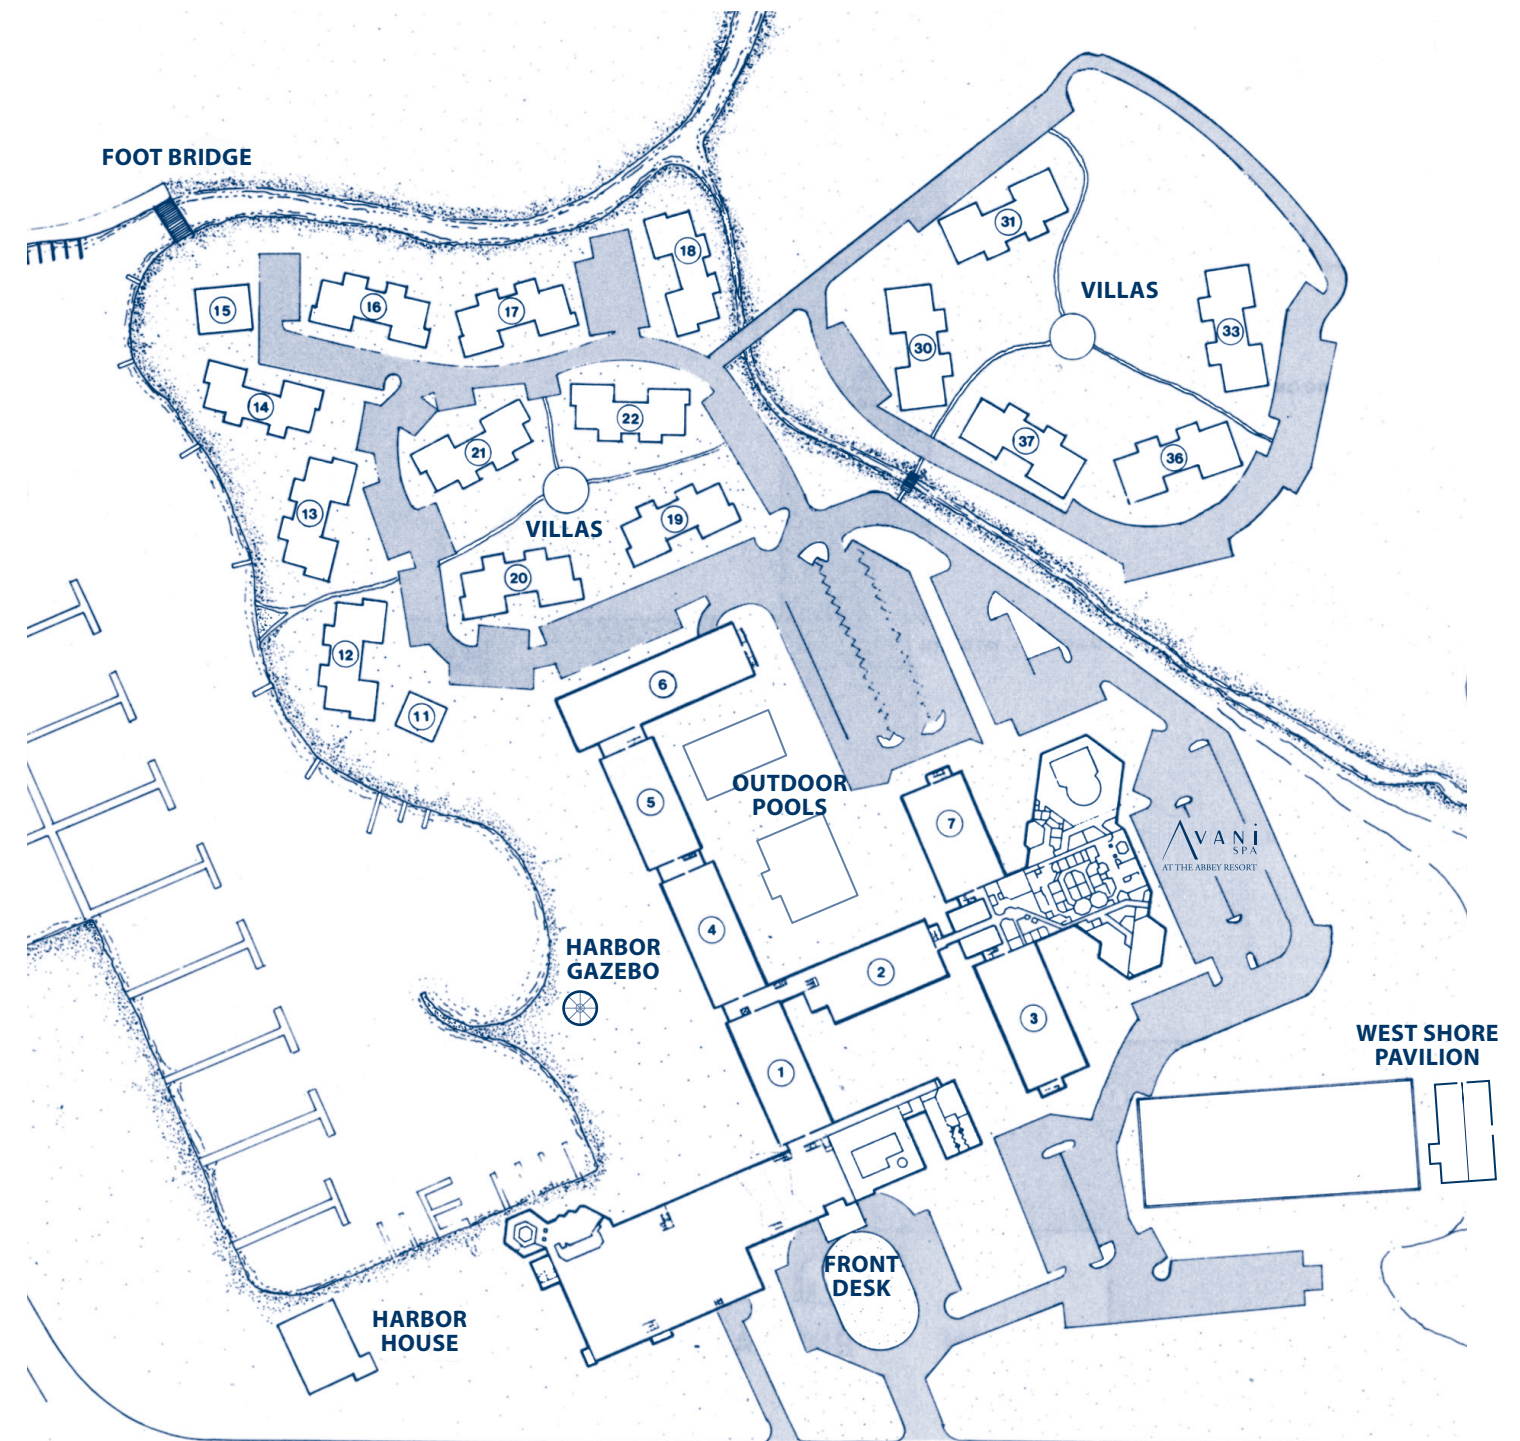 FOOT BRIDGE
18
31
VILLAS
15
16
17
30
33
14
22
21
37
36
13
19
VILLAS
20
12
6
11
OUTDOOR
POOLS
5
7
AVANI
SPA
AT THE ABBEY RESORT
4
HARBOR
GAZEBO
2
3
WEST SHORE
PAVILION
1
FRONT
DESK
HARBOR
HOUSE